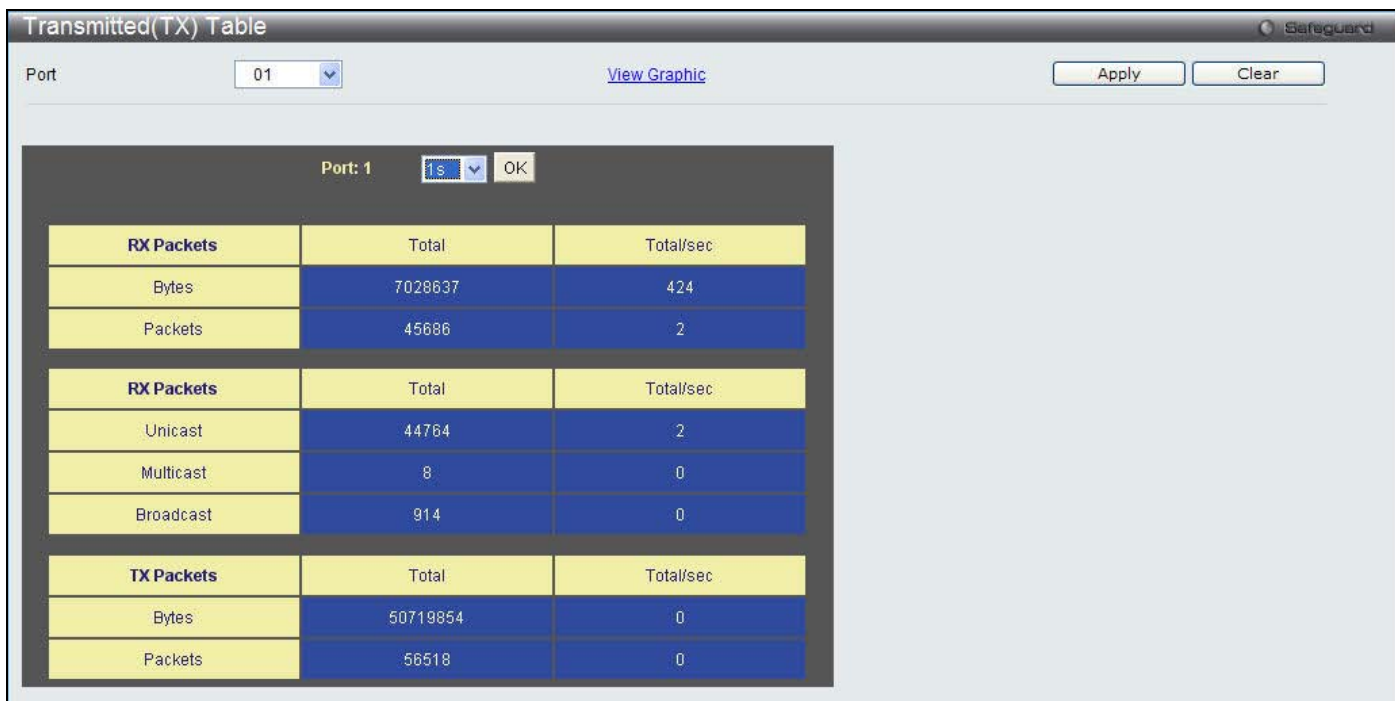 Transmitted(TX) Table Safeguard
Port 01 View Graphic Apply Clear
Port: 1 1s OK
RX Packets Total Total/sec
Bytes 7028637 424
Packets 45686 2
RX Packets Total Total/sec
Unicast 44764 2
Multicast 8 0
Broadcast 914 0
TX Packets Total Total/sec
Bytes 50719854 0
Packets 56518 0